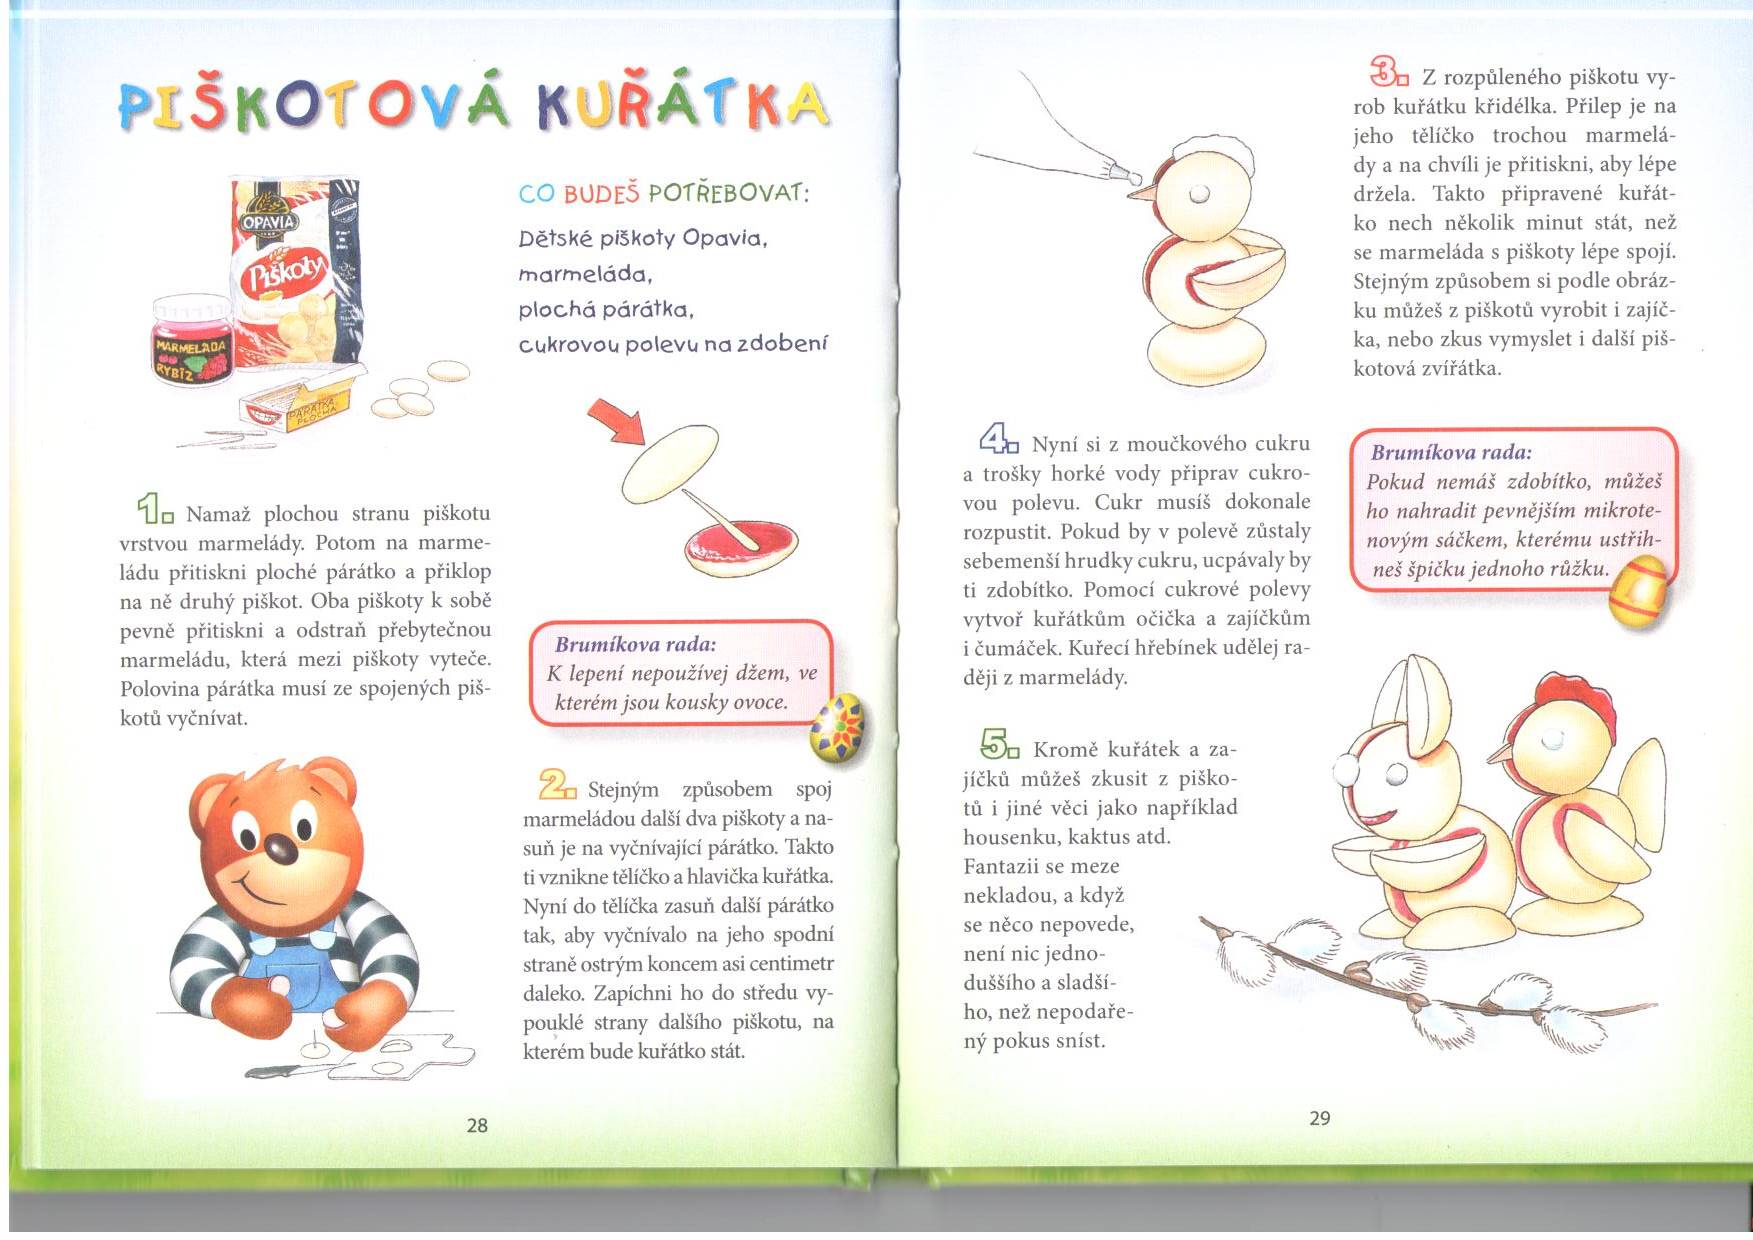 PIŠKOTOVÁ KUŘÁTKA
OPAVIA
Piškoty
MARMELADA
RYBÍZ
PÁRÁTKA
PLOCHÁ
CO BUDEŠ POTŘEBOVAT:
Dětské piškoty Opavia,
marmeláda,
plochá párátka,
cukrovou polevu na zdobení
1. Namaž plochou stranu piškotu
vrstvou marmelády. Potom na marme-
ládu přitiskni ploché párátko a přiklop
na ně druhý piškot. Oba piškoty k sobě
pevně přitiskni a odstraň přebytečnou
marmeládu, která mezi piškoty vyteče.
Polovina párátka musí ze spojených piš-
kotů vyčnívat.
Brumíkova rada:
K lepení nepoužívej džem, ve
kterém jsou kousky ovoce.
2. Stejným způsobem spoj
marmeládou další dva piškoty a na-
suň je na vyčnívající párátko. Takto
ti vznikne tělíčko a hlavička kuřátka.
Nyní do tělíčka zasuň další párátko
tak, aby vyčnívalo na jeho spodní
straně ostrým koncem asi centimetr
daleko. Zapíchni ho do středu vy-
pouklé strany dalšího piškotu, na
kterém bude kuřátko stát.
28
3. Z rozpůleného piškotu vy-
rob kuřátku křidélka. Přilep je na
jeho tělíčko trochou marmelá-
dy a na chvíli je přitiskni, aby lépe
držela. Takto připravené kuřát-
ko nech několik minut stát, než
se marmeláda s piškoty lépe spojí.
Stejným způsobem si podle obráz-
ku můžeš z piškotů vyrobit i zajíč-
ka, nebo zkus vymyslet i další piš-
kotová zvířátka.
4. Nyní si z moučkového cukru
a trošky horké vody připrav cukro-
vou polevu. Cukr musíš dokonale
rozpustit. Pokud by v polevě zůstaly
sebemenší hrudky cukru, ucpávaly by
ti zdobítko. Pomocí cukrové polevy
vytvoř kuřátkům očička a zajíčkům
i čumáček. Kuřecí hřebínek udělej ra-
ději z marmelády.
Brumíkova rada:
Pokud nemáš zdobítko, můžeš
ho nahradit pevnějším mikrote-
novým sáčkem, kterému ustřih-
neš špičku jednoho růžku.
5. Kromě kuřátek a za-
jíčků můžeš zkusit z piško-
tů i jiné věci jako například
housenku, kaktus atd.
Fantazii se meze
nekladou, a když
se něco nepovede,
není nic jedno-
duššího a sladší-
ho, než nepodaře-
ný pokus sníst.
29